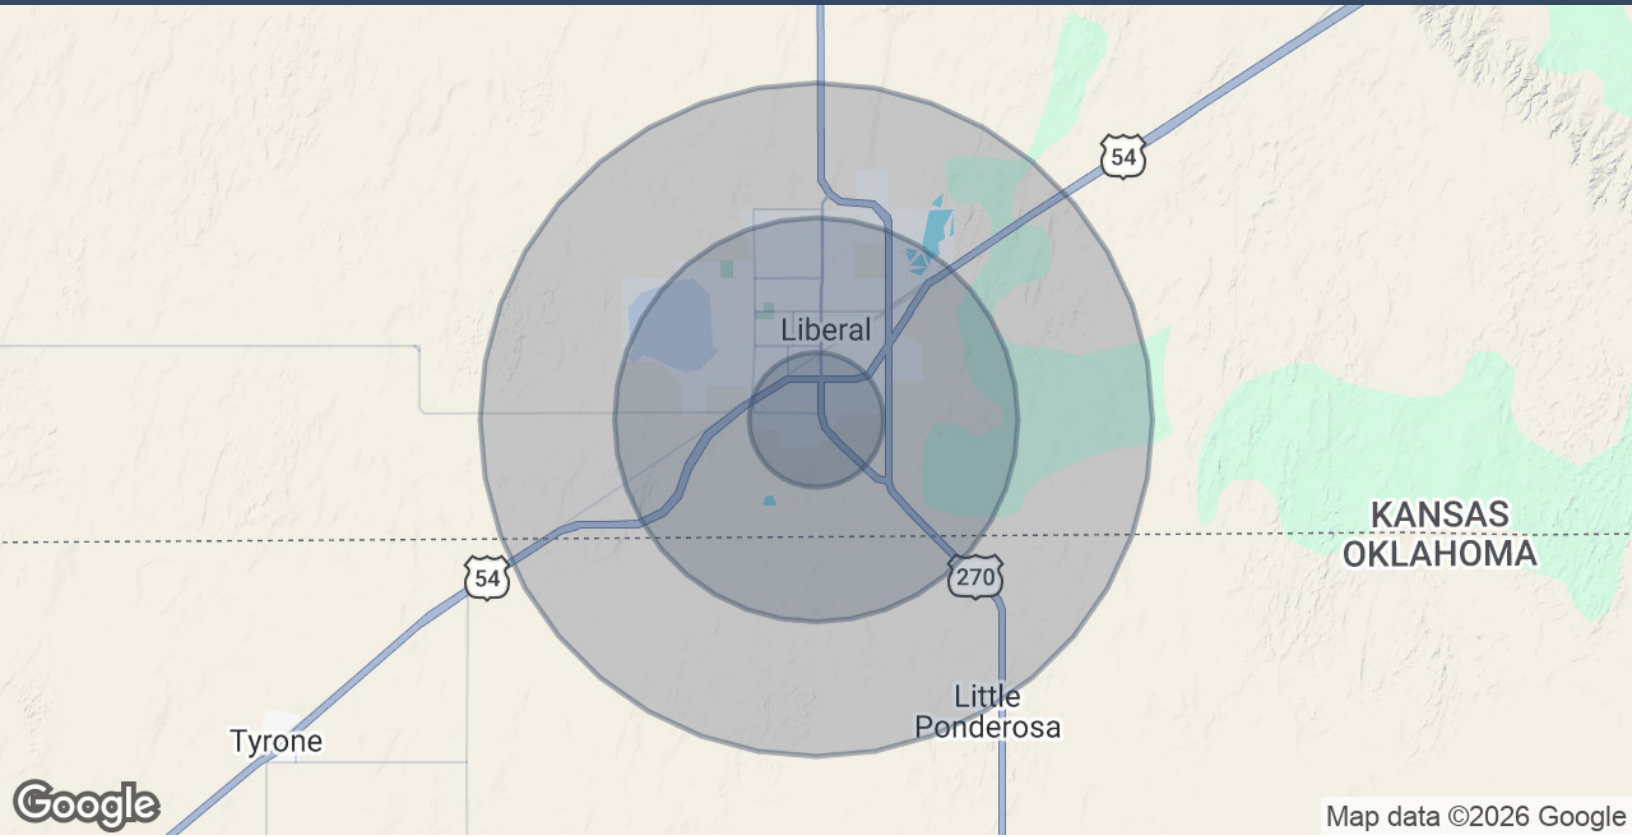 54
Liberal
KANSAS
OKLAHOMA
54
270
Little
Ponderosa
Tyrone
Google
Map data ©2026 Google